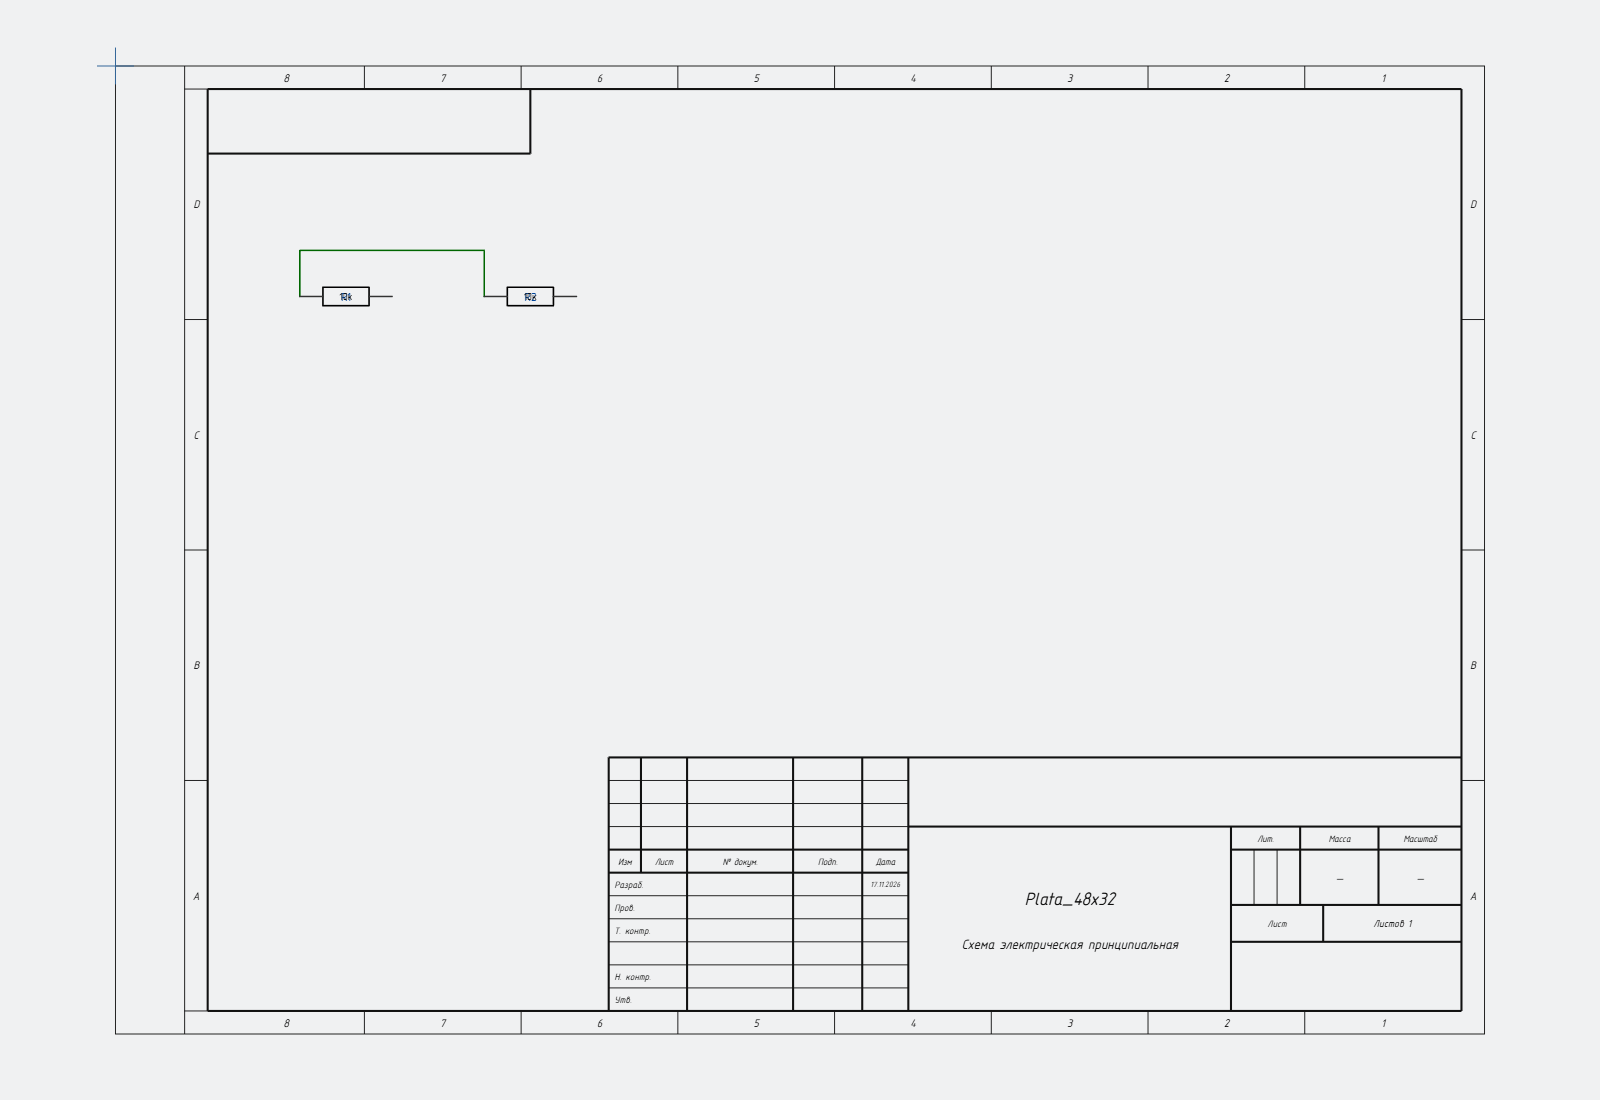 8 7 6 5 4 3 2 1
D D
C C
B B
Лит. Масса Масштаб
Изм Лист № докум. Подп. Дата
— —
Разраб. 17.11.2026
A Plata_48x32 A
Пров.
Лист Листов 1
Т. контр.
Схема электрическая принципиальная
Н. контр.
Утв.
8 7 6 5 4 3 2 1